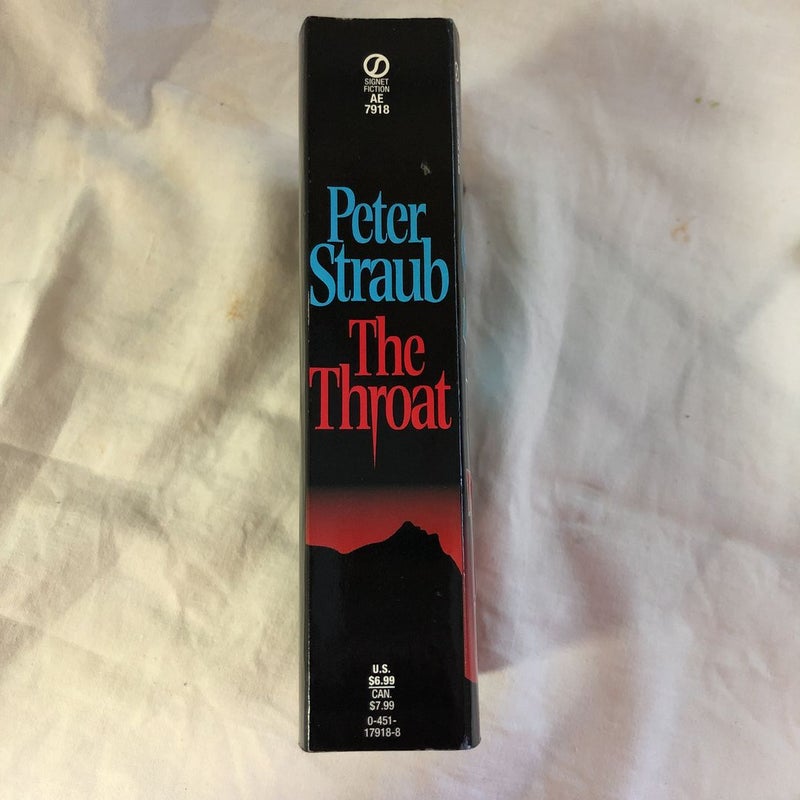 SIGNET
FICTION
AE
7918
Peter
Straub
The
Throat
U.S.
$6.99
CAN.
$7.99
0-451-
17918-8